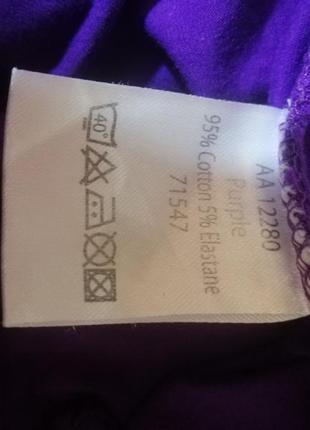 AA 12280
Purple
95% Cotton 5% Elastane
71547
40°